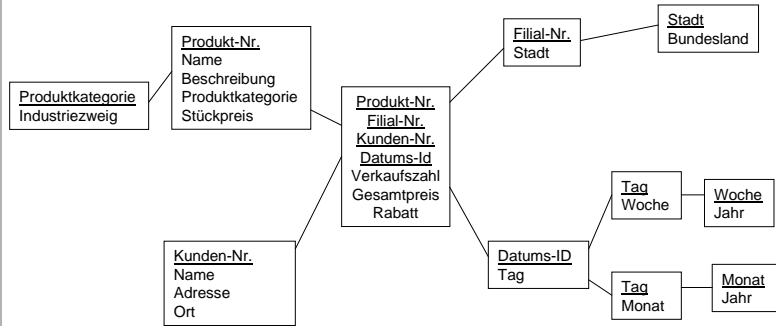 Produktkategorie
Industriezweig
Produkt-Nr.
Name
Beschreibung
Produktkategorie
Stückpreis
Kunden-Nr.
Name
Adresse
Ort
Produkt-Nr.
Filial-Nr.
Kunden-Nr.
Datums-Id
Verkaufszahl
Gesamtpreis
Rabatt
Filial-Nr.
Stadt
Stadt
Bundesland
Datums-ID
Tag
Tag
Woche
Woche
Jahr
Tag
Monat
Monat
Jahr